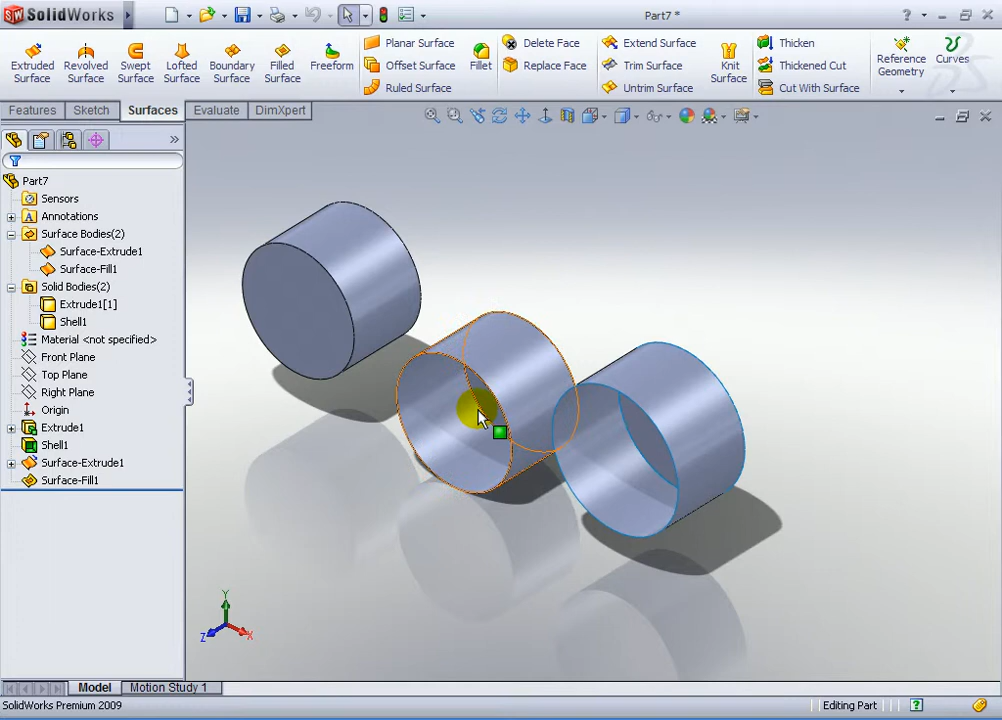 SolidWorks
Part7 *
Extruded Surface
Revolved Surface
Swept Surface
Lofted Surface
Boundary Surface
Filled Surface
Freeform
Planar Surface
Offset Surface
Ruled Surface
Fillet
Delete Face
Replace Face
Extend Surface
Trim Surface
Untrim Surface
Knit Surface
Thicken
Thickened Cut
Cut With Surface
Reference Geometry
Curves
Features
Sketch
Surfaces
Evaluate
DimXpert
Part7
Sensors
Annotations
Surface Bodies(2)
Surface-Extrude1
Surface-Fill1
Solid Bodies(2)
Extrude1[1]
Shell1
Material <not specified>
Front Plane
Top Plane
Right Plane
Origin
Extrude1
Shell1
Surface-Extrude1
Surface-Fill1
Y
Z
X
Model
Motion Study 1
SolidWorks Premium 2009
Editing Part